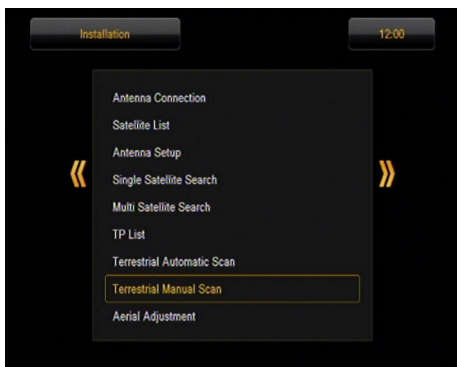 Installation
12:00
Antenna Connection
Satellite List
Antenna Setup
Single Satellite Search
Multi Satellite Search
TP List
Terrestrial Automatic Scan
Terrestrial Manual Scan
Aerial Adjustment